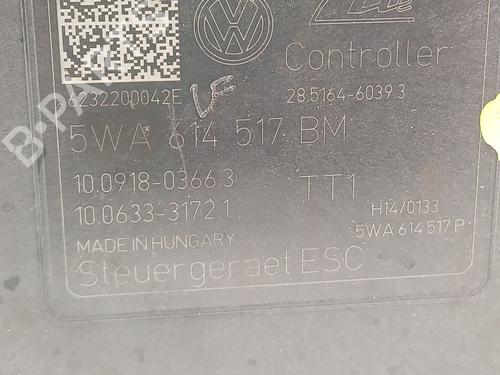 Ate
Controller
6232200042E
LF
28.5164-6039.3
5WA 614 517 BM
10.0918-0366.3
TT1
10.0633-3172.1
H14/0133
MADE IN HUNGARY
5WA 614 517 P
Steuergeraet ESC
B-PARTS